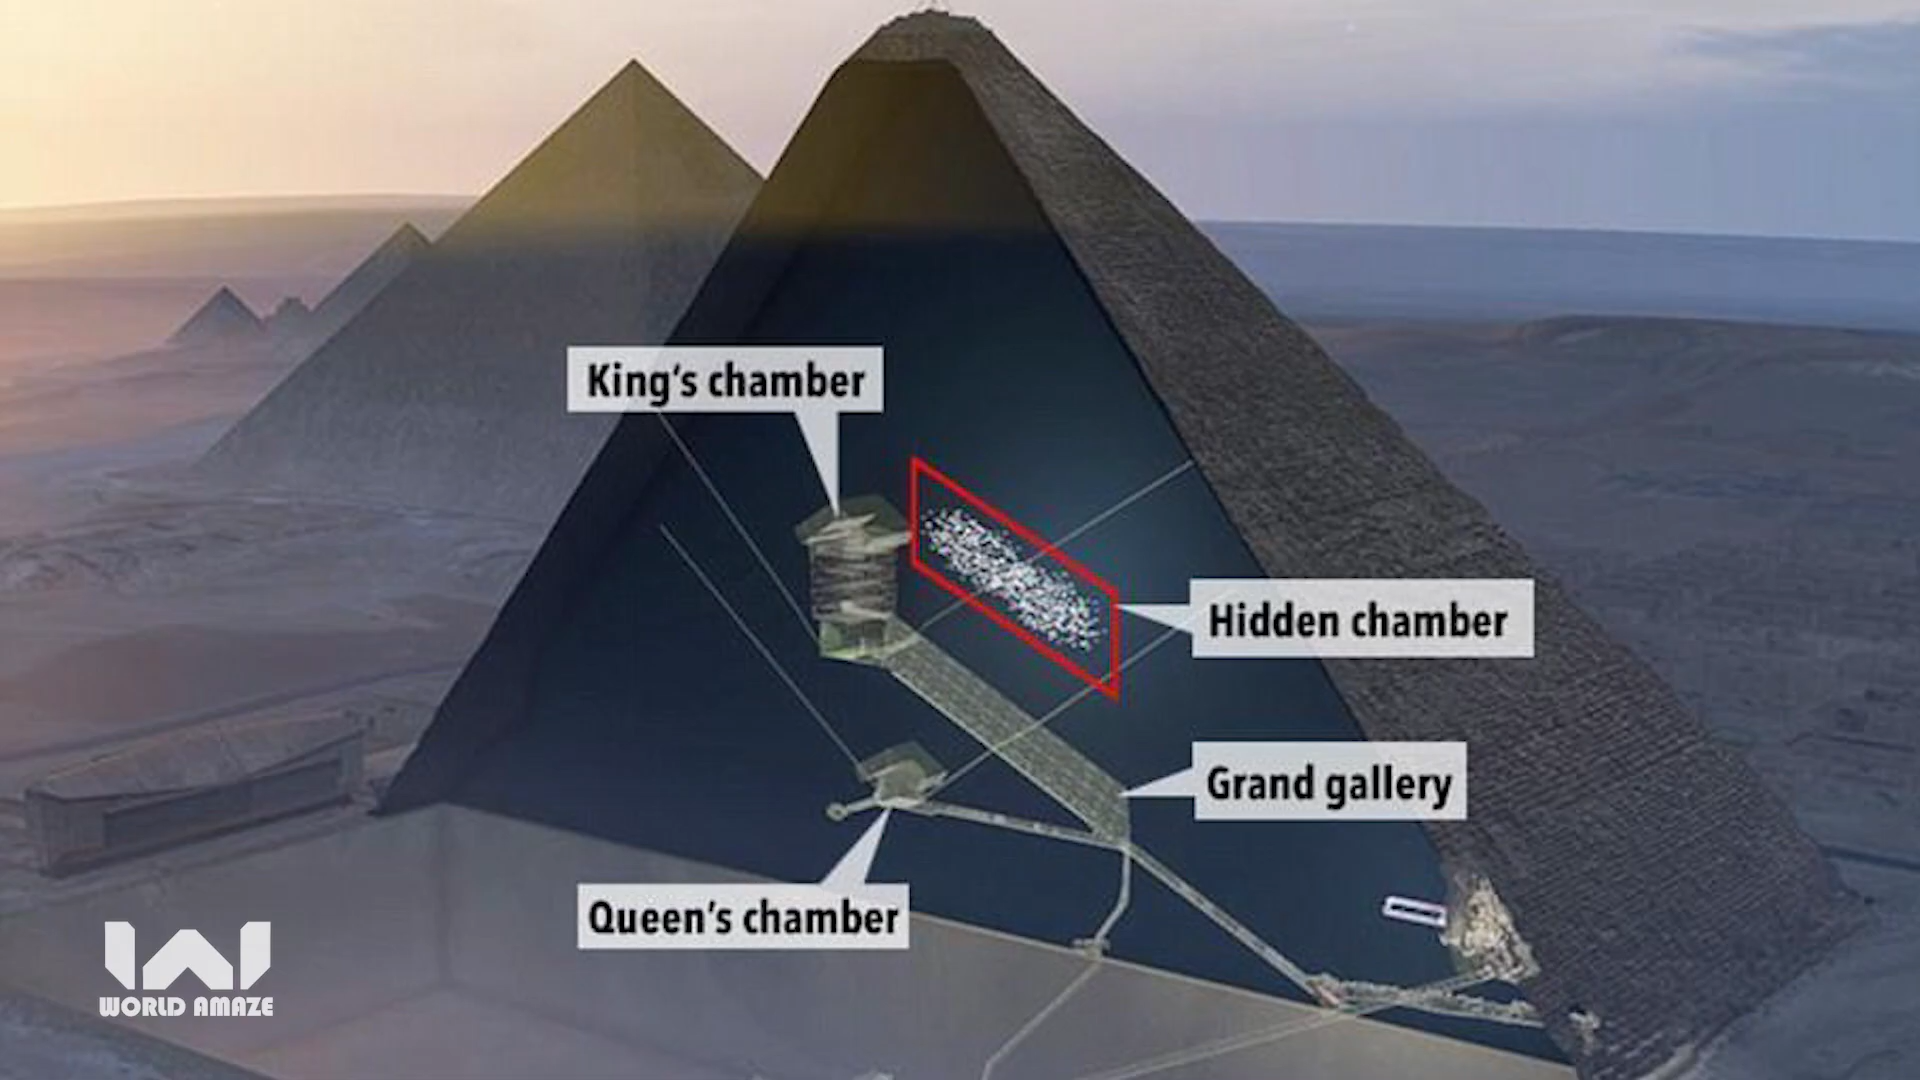 King's chamber
Hidden chamber
Grand gallery
Queen's chamber
WORLD AMAZE